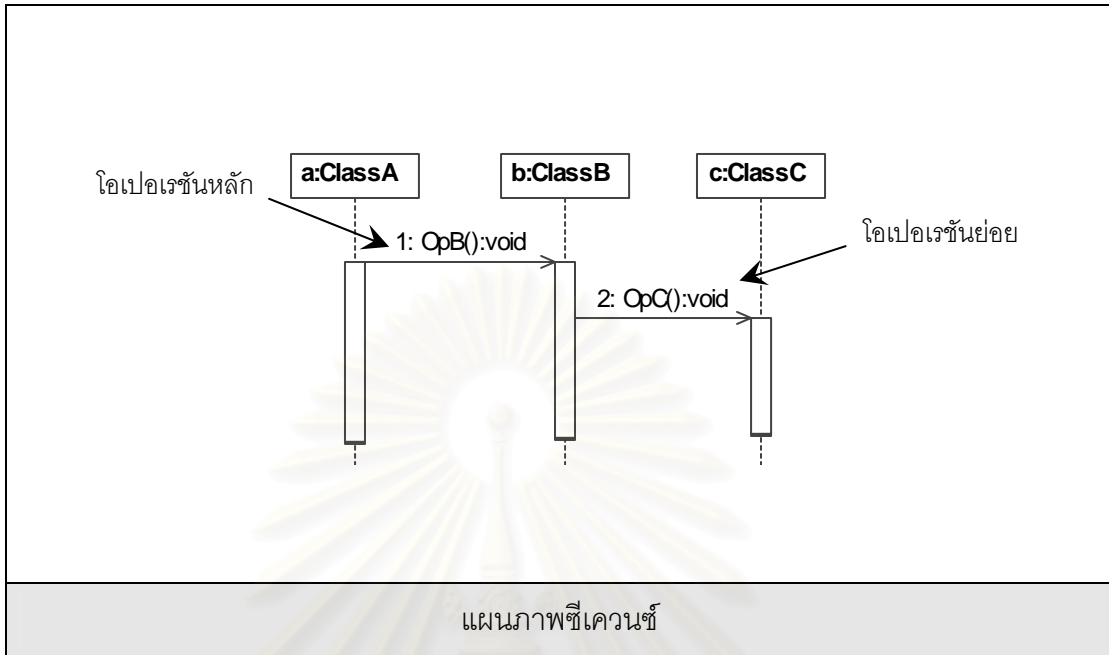 a:ClassA
b:ClassB
c:ClassC
โอเปอเรชันหลัก
โอเปอเรชันย่อย
1: OpB():void
2: OpC():void
แผนภาพซีเควนซ์